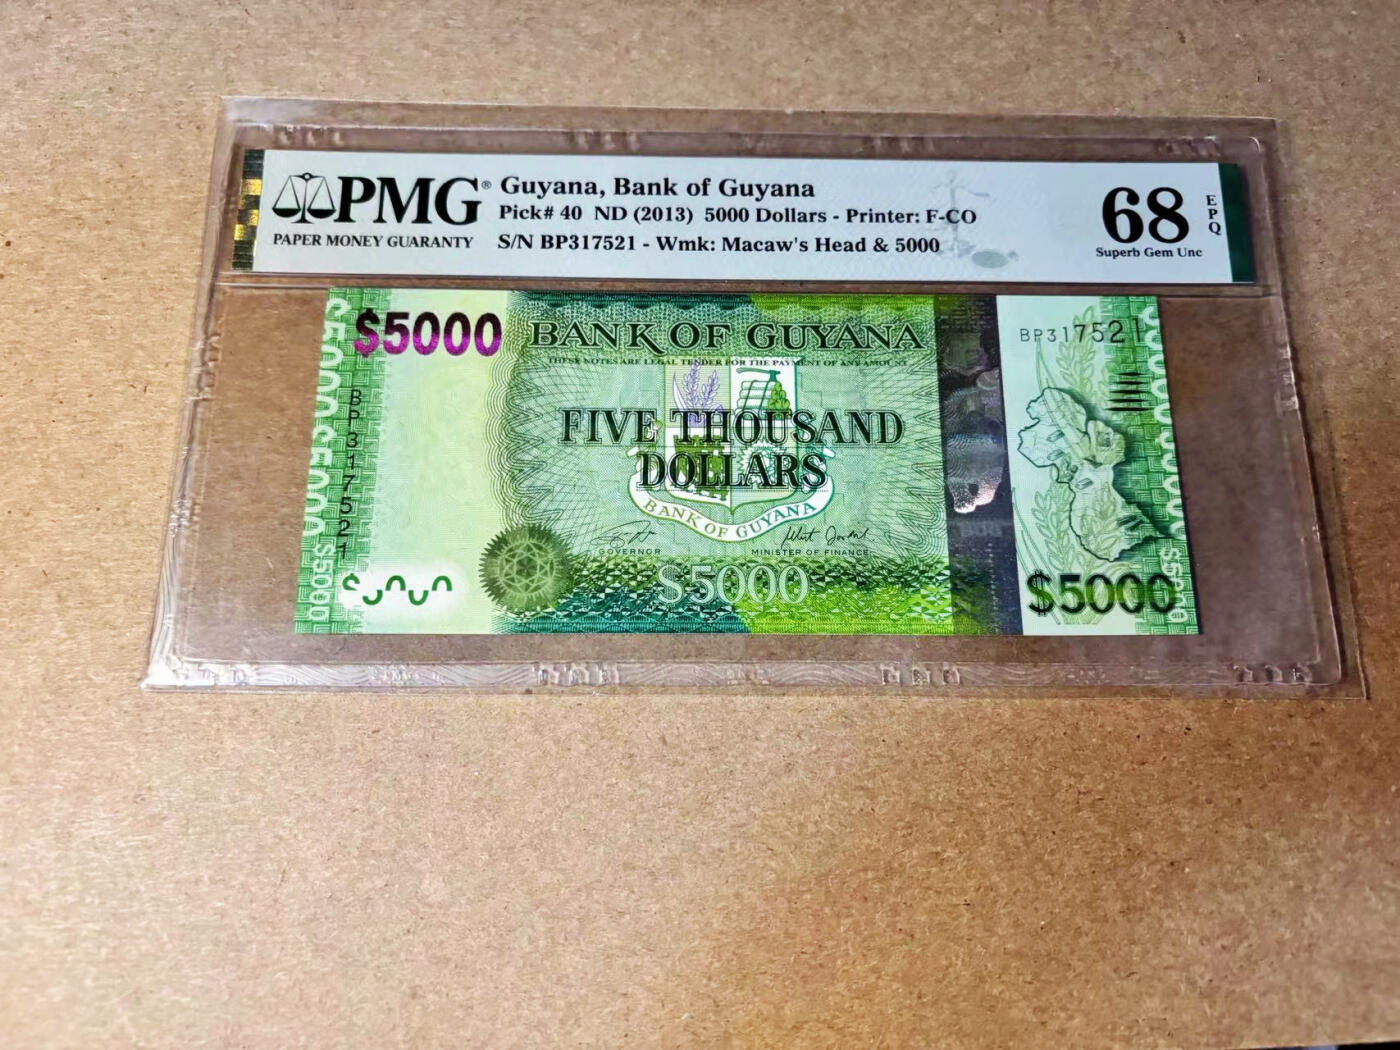 PMG®
PAPER MONEY GUARANTY
Guyana, Bank of Guyana
Pick# 40 ND (2013) 5000 Dollars - Printer: F-CO
S/N BP317521 - Wmk: Macaw's Head & 5000
68
EPQ
Superb Gem Unc
$5000
BANK OF GUYANA
THESE NOTES ARE LEGAL TENDER FOR THE PAYMENT OF ANY AMOUNT
BP317521
BP317521
FIVE THOUSAND
DOLLARS
BANK OF GUYANA
GOVERNOR
MINISTER OF FINANCE
$5000
$5000
$5000
$5000